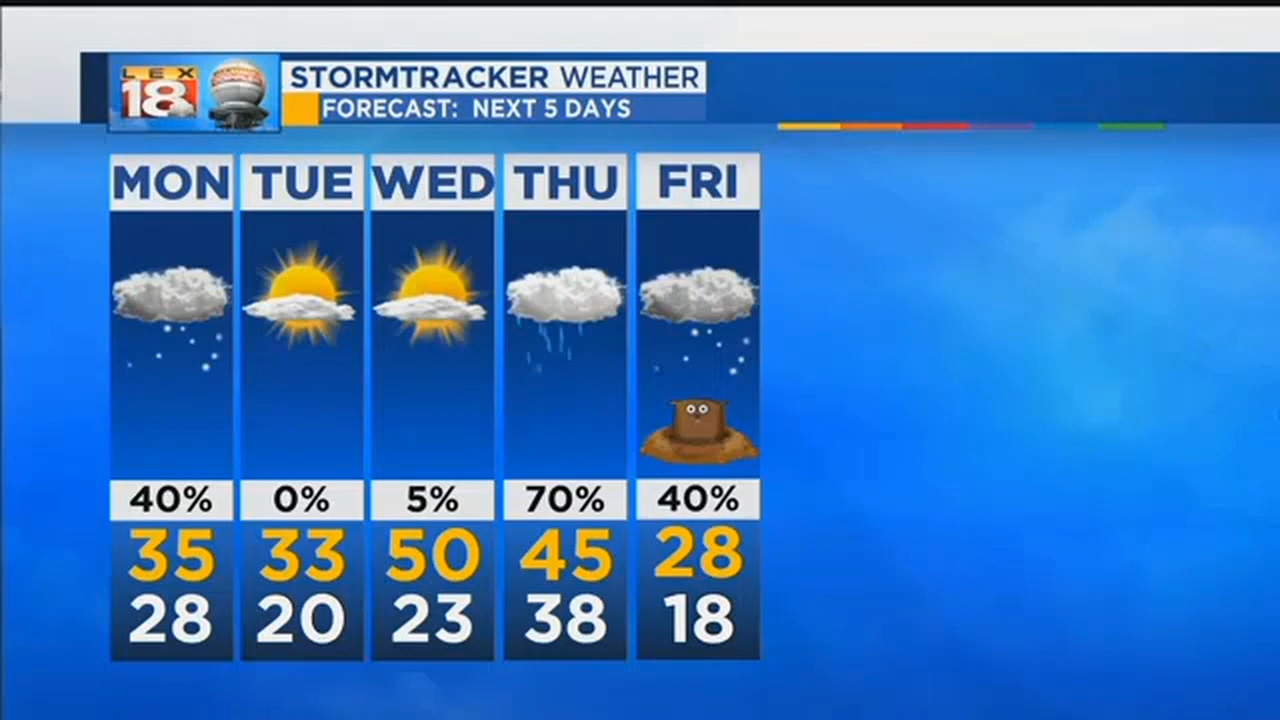 LEX
18
STORMTRACKER WEATHER
FORECAST: NEXT 5 DAYS
MON TUE WED THU FRI
40% 0% 5% 70% 40%
35 33 50 45 28
28 20 23 38 18